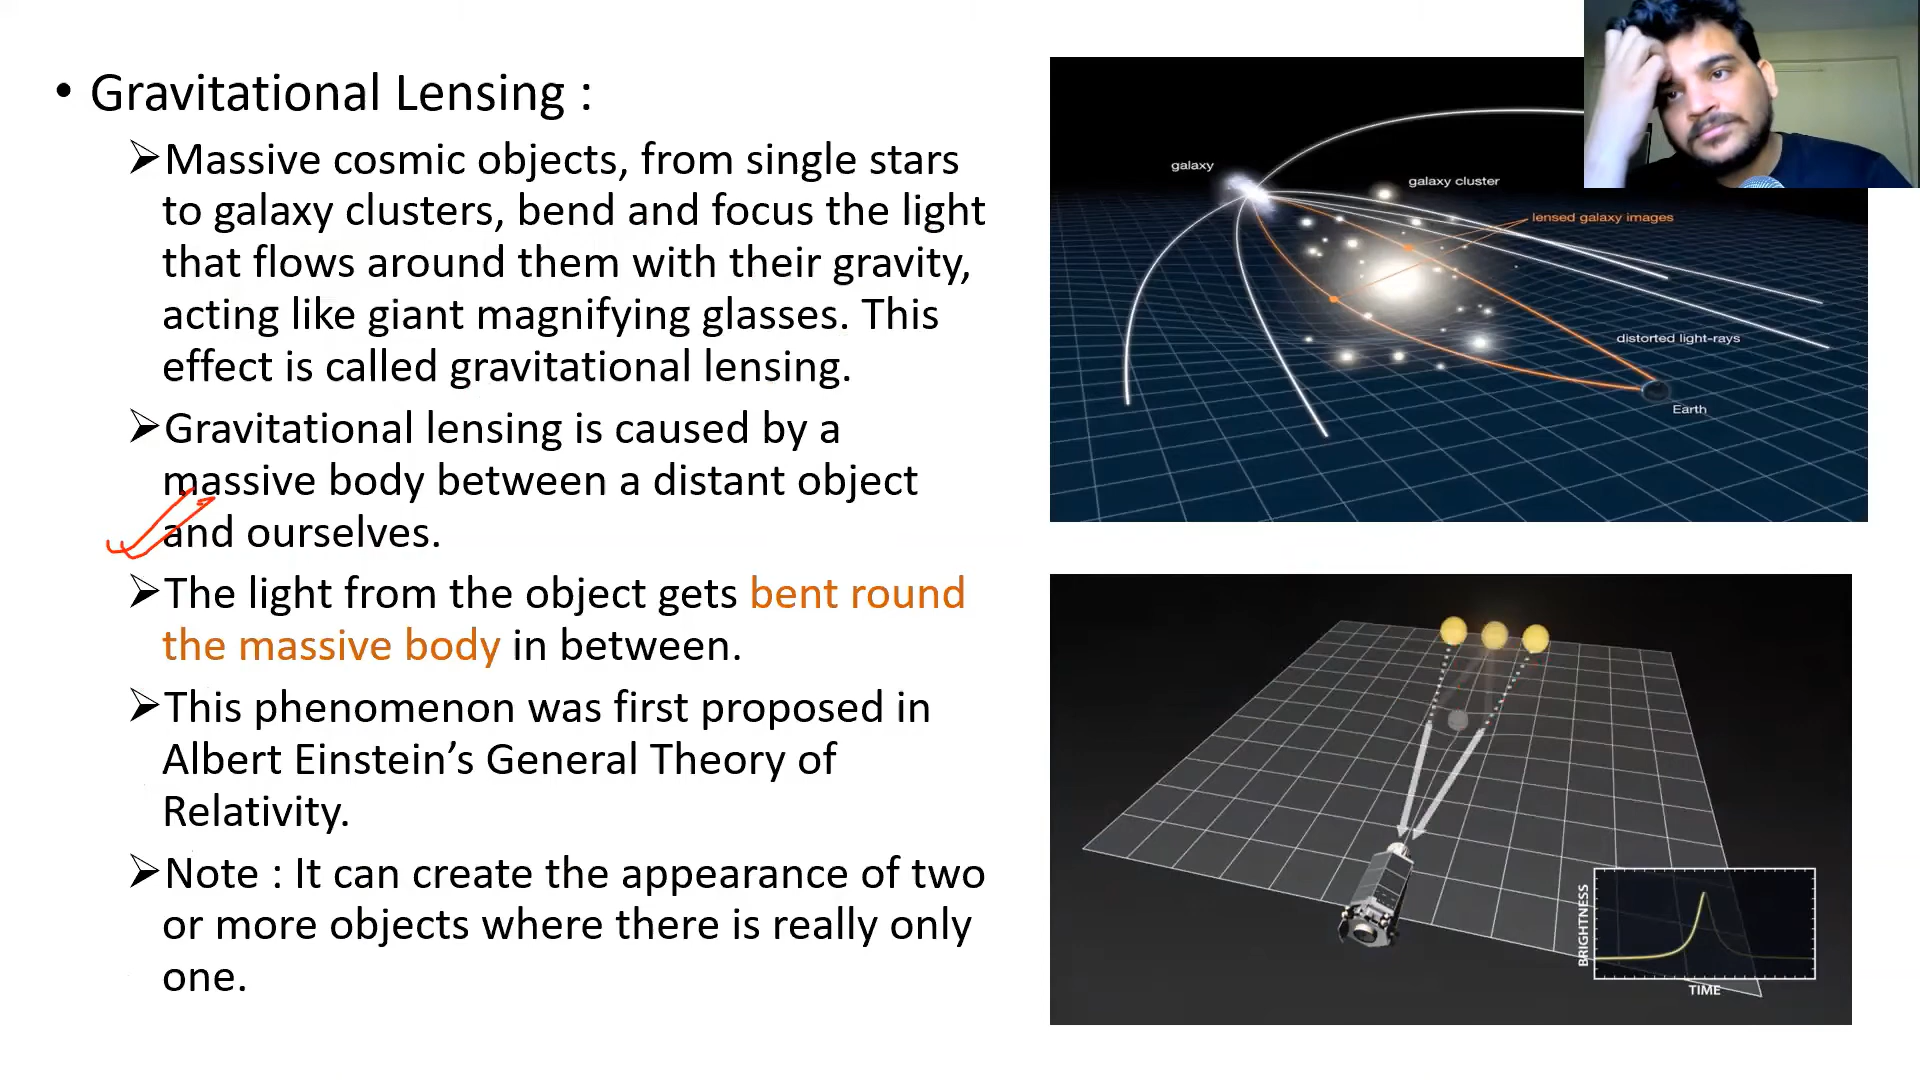 • Gravitational Lensing :
➢Massive cosmic objects, from single stars
to galaxy clusters, bend and focus the light
that flows around them with their gravity,
acting like giant magnifying glasses. This
effect is called gravitational lensing.
➢Gravitational lensing is caused by a
massive body between a distant object
and ourselves.
➢The light from the object gets bent round
the massive body in between.
➢This phenomenon was first proposed in
Albert Einstein’s General Theory of
Relativity.
➢Note : It can create the appearance of two
or more objects where there is really only
one.
galaxy
galaxy cluster
lensed galaxy images
distorted light-rays
Earth
BRIGHTNESS
TIME